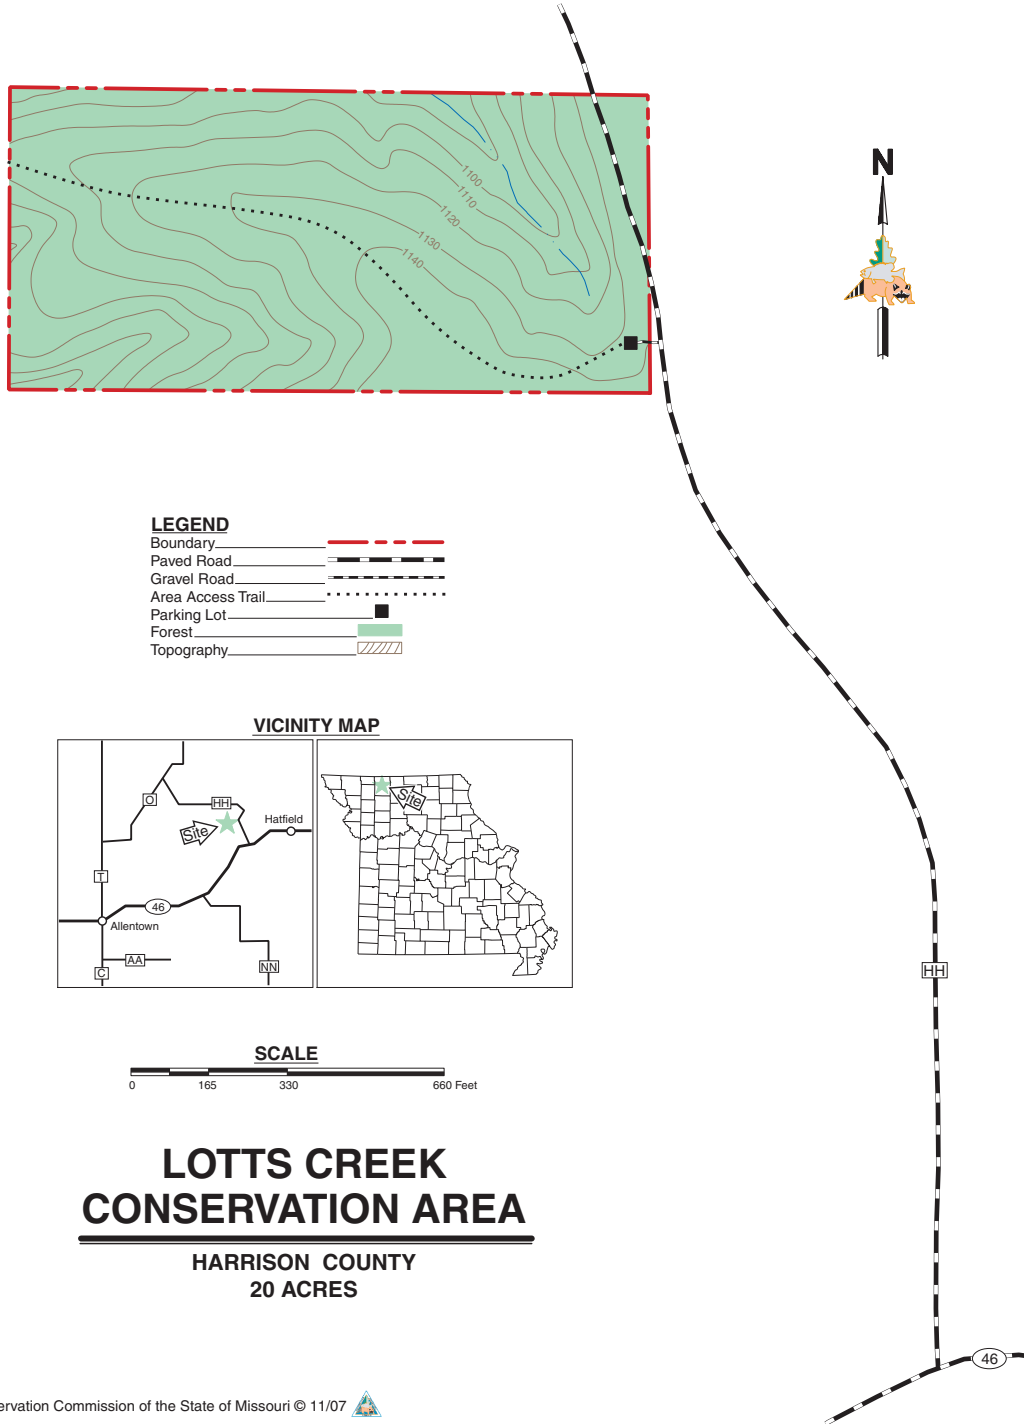 N
1100
1110
1120
1130
1140
LEGEND
Boundary
Paved Road
Gravel Road
Area Access Trail
Parking Lot
Forest
Topography
VICINITY MAP
O
HH
Site
Hatfield
T
46
Allentown
AA
C
NN
Site
HH
SCALE
0 165 330 660 Feet
LOTTS CREEK
CONSERVATION AREA
HARRISON COUNTY
20 ACRES
46
ervation Commission of the State of Missouri © 11/07